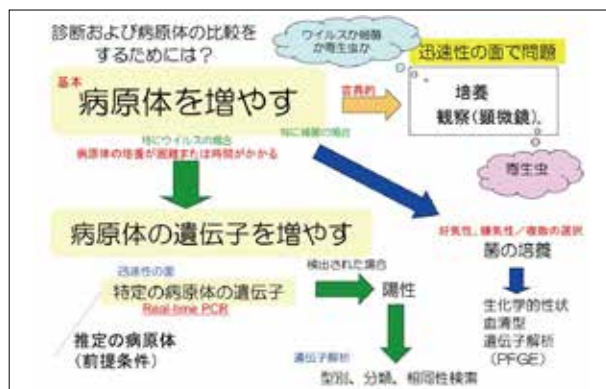 診断および病原体の比較を
するためには？
ウイルスか細菌
か寄生虫か
迅速性の面で問題
基本
病原体を増やす
古典的
培養
観察(顕微鏡)
寄生虫
特にウイルスの場合
病原体の培養が困難または時間がかかる
特に細菌の場合
病原体の遺伝子を増やす
好気性、嫌気性／複数の選択
菌の培養
迅速性の面
特定の病原体の遺伝子
Real-time PCR
検出された場合
陽性
推定の病原体
(前提条件)
生化学的性状
血清型
遺伝子解析
(PFGE)
遺伝子解析
型別、分類、相同性検索